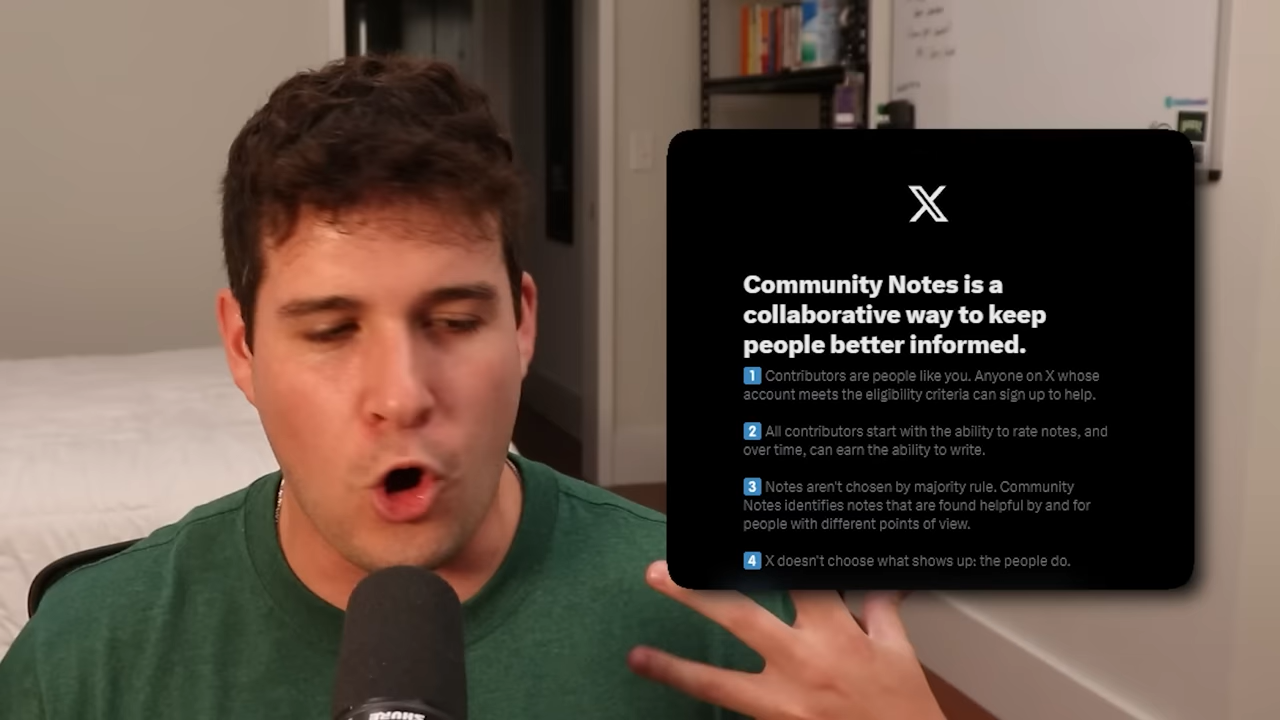 Community Notes is a
collaborative way to keep
people better informed.
1 Contributors are people like you. Anyone on X whose
account meets the eligibility criteria can sign up to help.
2 All contributors start with the ability to rate notes, and
over time, can earn the ability to write.
3 Notes aren't chosen by majority rule. Community
Notes identifies notes that are found helpful by and for
people with different points of view.
4 X doesn't choose what shows up: the people do.
SHURE